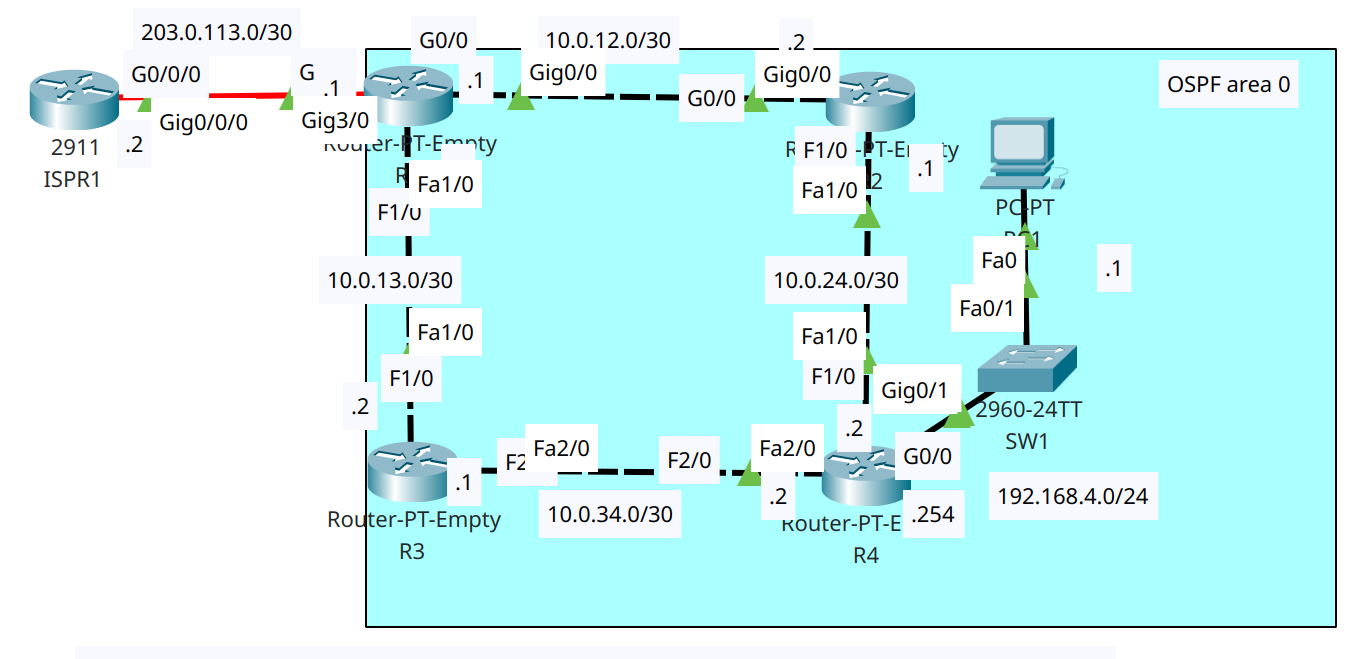 203.0.113.0/30
G0/0
10.0.12.0/30
.2
G0/0/0
G
.1
.1
Gig0/0
Gig0/0
OSPF area 0
G0/0
Gig0/0/0
Gig3/0
.2
2911
ISPR1
Router-PT-Empty
R
F1/0
.1
Fa1/0
Fa1/0
2
F1/0
PC-PT
PC1
Fa0
.1
10.0.13.0/30
10.0.24.0/30
Fa0/1
Fa1/0
Fa1/0
F1/0
F1/0
Gig0/1
.2
2960-24TT
SW1
.2
Fa2/0
F2/0
Fa2/0
G0/0
.1
.2
192.168.4.0/24
10.0.34.0/30
.254
Router-PT-Empty
R3
Router-PT-E
R4